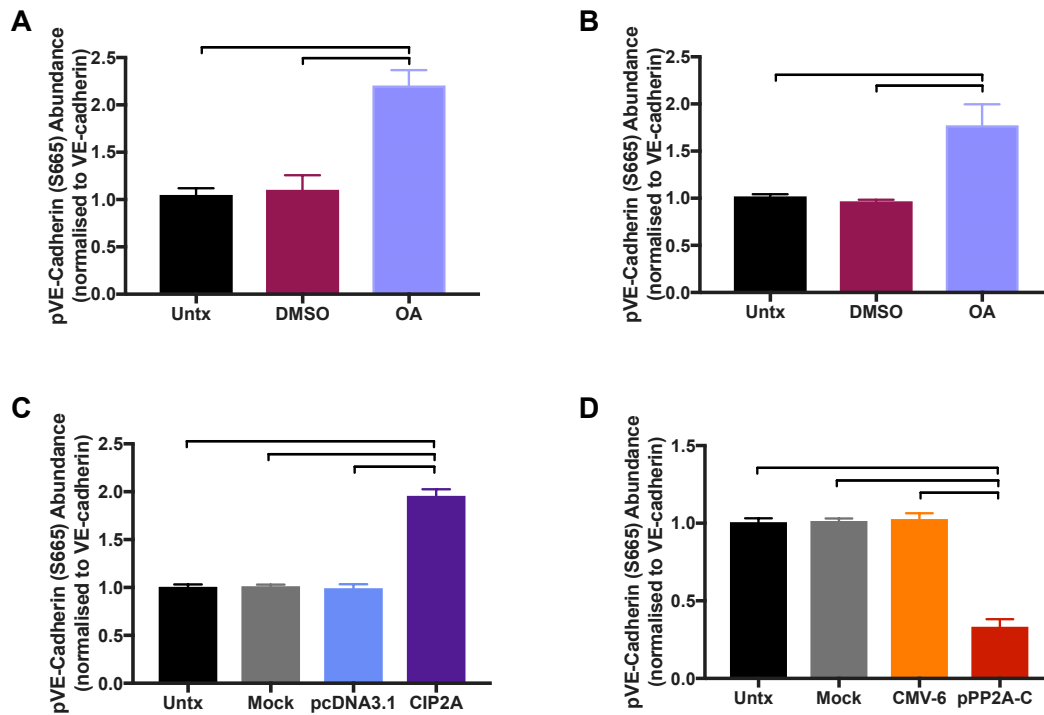 A
pVE-Cadherin (S665) Abundance
(normalised to VE-cadherin)
2.5
2.0
1.5
1.0
0.5
0.0
Untx DMSO OA
B
pVE-Cadherin (S665) Abundance
(normalised to VE-cadherin)
2.5
2.0
1.5
1.0
0.5
0.0
Untx DMSO OA
C
pVE-Cadherin (S665) Abundance
(normalised to VE-cadherin)
2.5
2.0
1.5
1.0
0.5
0.0
Untx Mock pcDNA3.1 CIP2A
D
pVE-Cadherin (S665) Abundance
(normalised to VE-cadherin)
1.5
1.0
0.5
0.0
Untx Mock CMV-6 pPP2A-C